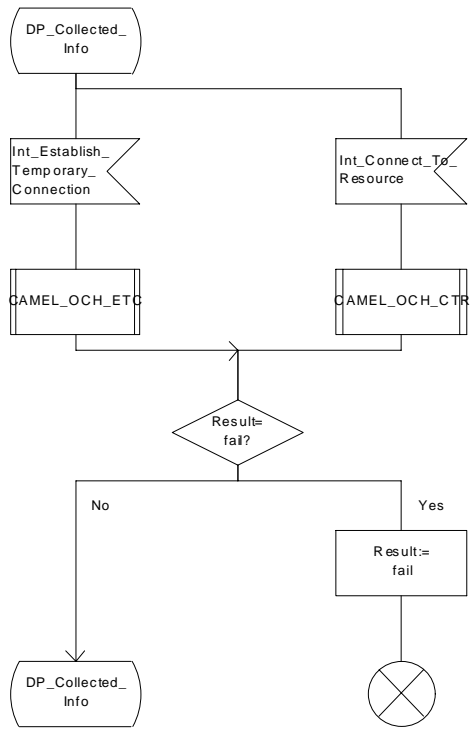 DP_Collected_
Info
Int_Establish_
Temporary_
Connection
Int_Connect_To_
Resource
CAMEL_OCH_ETC
CAMEL_OCH_CTR
Result=
fail?
No
Yes
Result:=
fail
DP_Collected_
Info